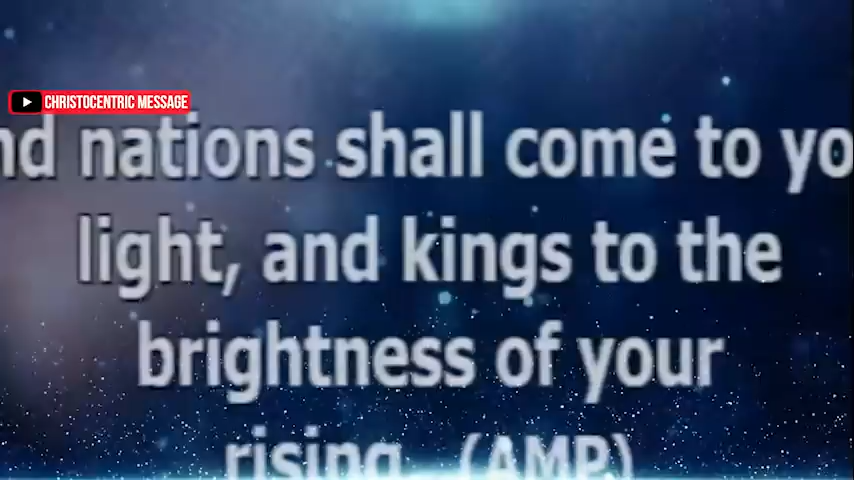 CHRISTOCENTRIC MESSAGE
nd nations shall come to yo
light, and kings to the
brightness of your
rising. (AMP)